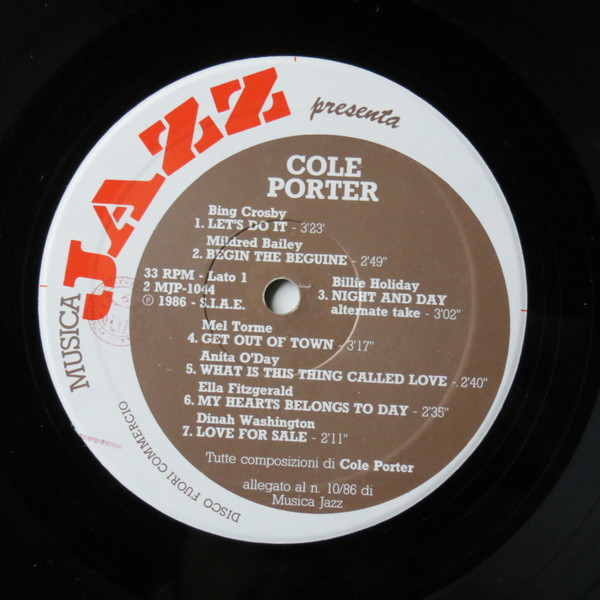 MUSICA JAZZ presenta
COLE
PORTER
Bing Crosby
1. LET'S DO IT - 3'23'
Mildred Bailey
2. BEGIN THE BEGUINE - 2'49"
33 RPM - Lato 1
2 MJP-1044
Ⓟ 1986 - S.I.A.E.
Billie Holiday
3. NIGHT AND DAY
alternate take - 3'02"
Mel Torme
4. GET OUT OF TOWN - 3'17"
Anita O'Day
5. WHAT IS THIS THING CALLED LOVE - 2'40"
Ella Fitzgerald
6. MY HEARTS BELONGS TO DAY - 2'35"
Dinah Washington
7. LOVE FOR SALE - 2'11"
Tutte composizioni di Cole Porter
allegato al n. 10/86 di
Musica Jazz
DISCO FUORI COMMERCIO